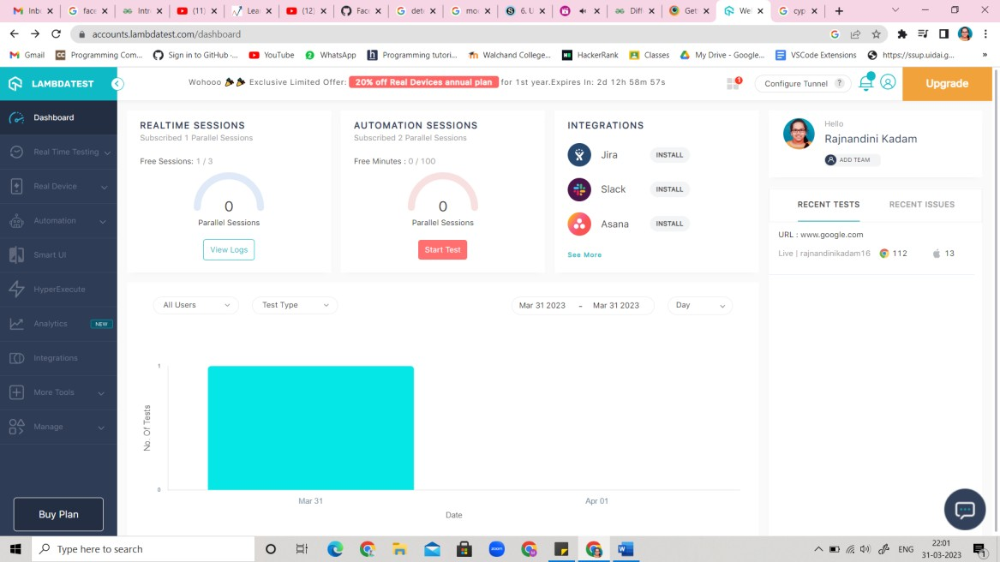 Inb
face
Intr
(11)
Lea
(12)
Fac
det
mo
6. U
Diff
Get
Wel
cyp
accounts.lambdatest.com/dashboard
Gmail
Programming Com...
Sign in to GitHub ·...
YouTube
WhatsApp
Programming tutori...
Walchand College...
HackerRank
Classes
My Drive - Google...
VSCode Extensions
https://ssup.uidai.g...
LAMBDATEST
Wohooo Exclusive Limited Offer: 20% off Real Devices annual plan for 1st year.Expires In: 2d 12h 58m 57s
1
Configure Tunnel ?
Upgrade
Dashboard
Real Time Testing
Real Device
Automation
Smart UI
HyperExecute
Analytics NEW
Integrations
More Tools
Manage
Buy Plan
REALTIME SESSIONS
Subscribed 1 Parallel Sessions
Free Sessions: 1 / 3
0
Parallel Sessions
View Logs
AUTOMATION SESSIONS
Subscribed 2 Parallel Sessions
Free Minutes : 0 / 100
0
Parallel Sessions
Start Test
INTEGRATIONS
Jira INSTALL
Slack INSTALL
Asana INSTALL
See More
Hello
Rajnandini Kadam
ADD TEAM
RECENT TESTS RECENT ISSUES
URL : www.google.com
Live | rajnandinikadam16 112 13
All Users Test Type Mar 31 2023 - Mar 31 2023 Day
1
No. Of Tests
0
Mar 31 Apr 01
Date
Type here to search
zoom
ENG
22:01
31-03-2023
1